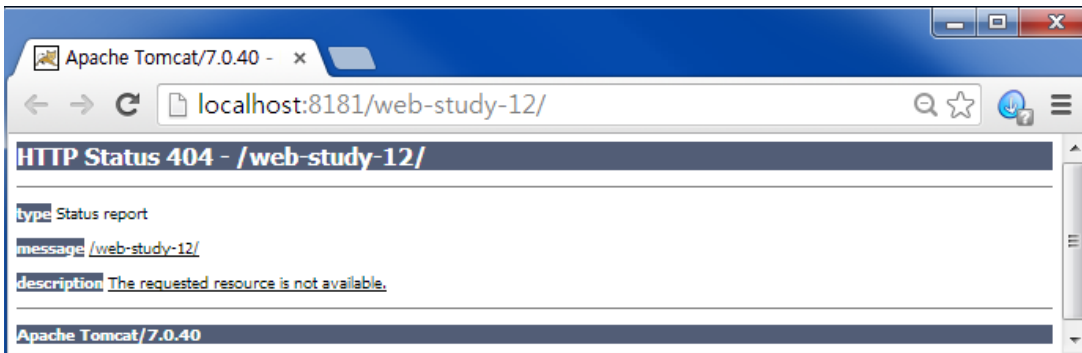 Apache Tomcat/7.0.40 -
localhost:8181/web-study-12/
HTTP Status 404 - /web-study-12/
type Status report
message /web-study-12/
description The requested resource is not available.
Apache Tomcat/7.0.40